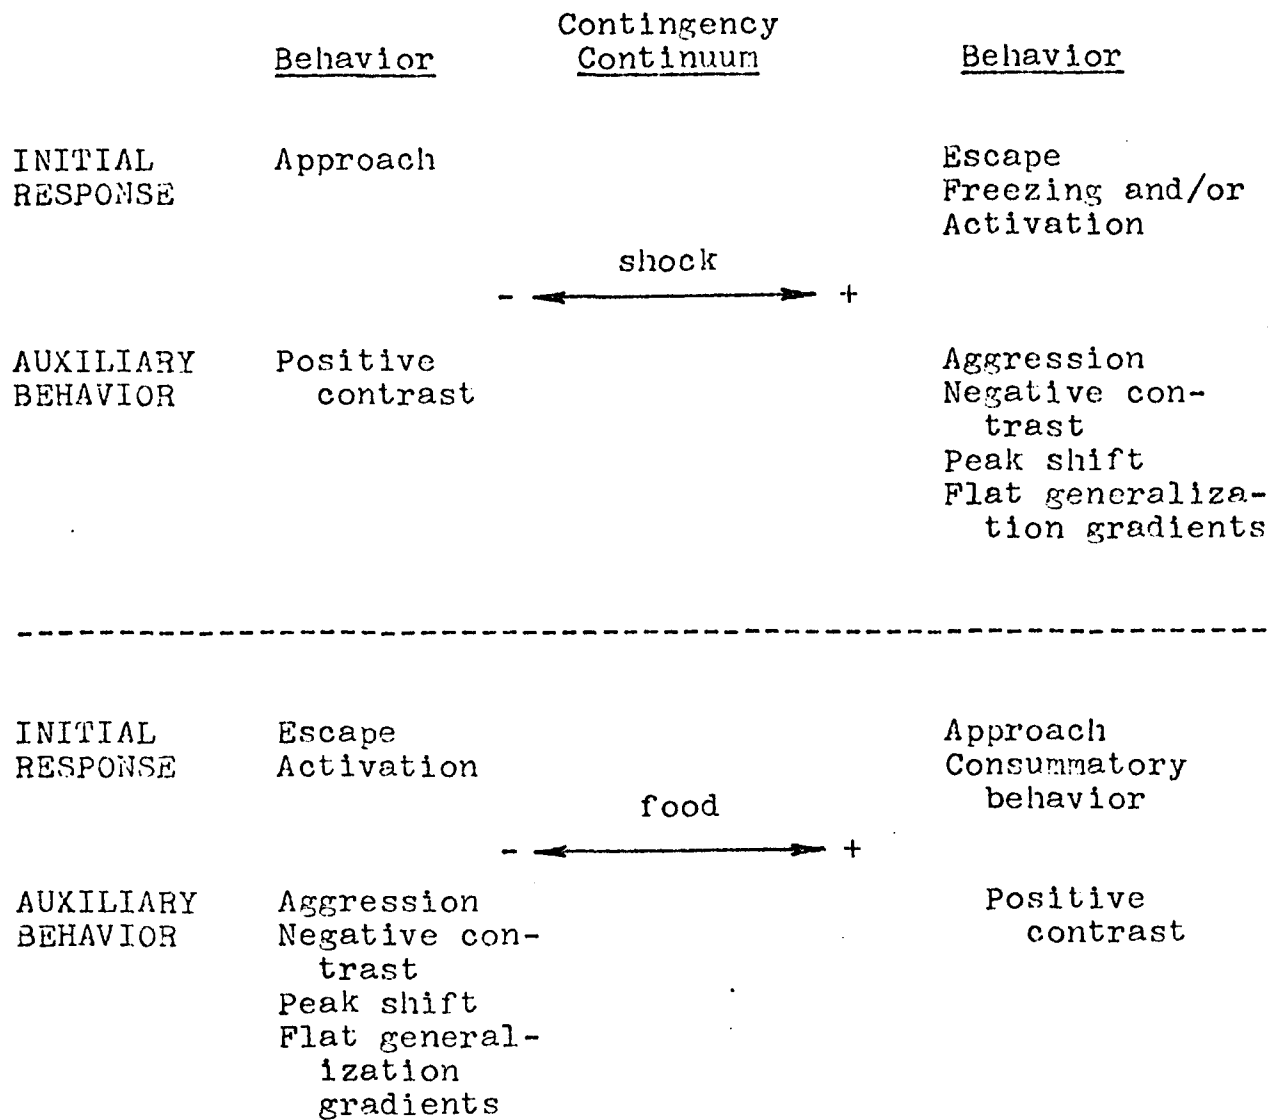 Contingency
Behavior Continuum Behavior
INITIAL Approach Escape
RESPONSE Freezing and/or
Activation
shock
- +
AUXILIARY Positive Aggression
BEHAVIOR contrast Negative con-
trast
Peak shift
Flat generaliza-
tion gradients
INITIAL Escape Approach
RESPONSE Activation Consummatory
behavior
food
- +
AUXILIARY Aggression Positive
BEHAVIOR Negative con- contrast
trast
Peak shift
Flat general-
ization
gradients